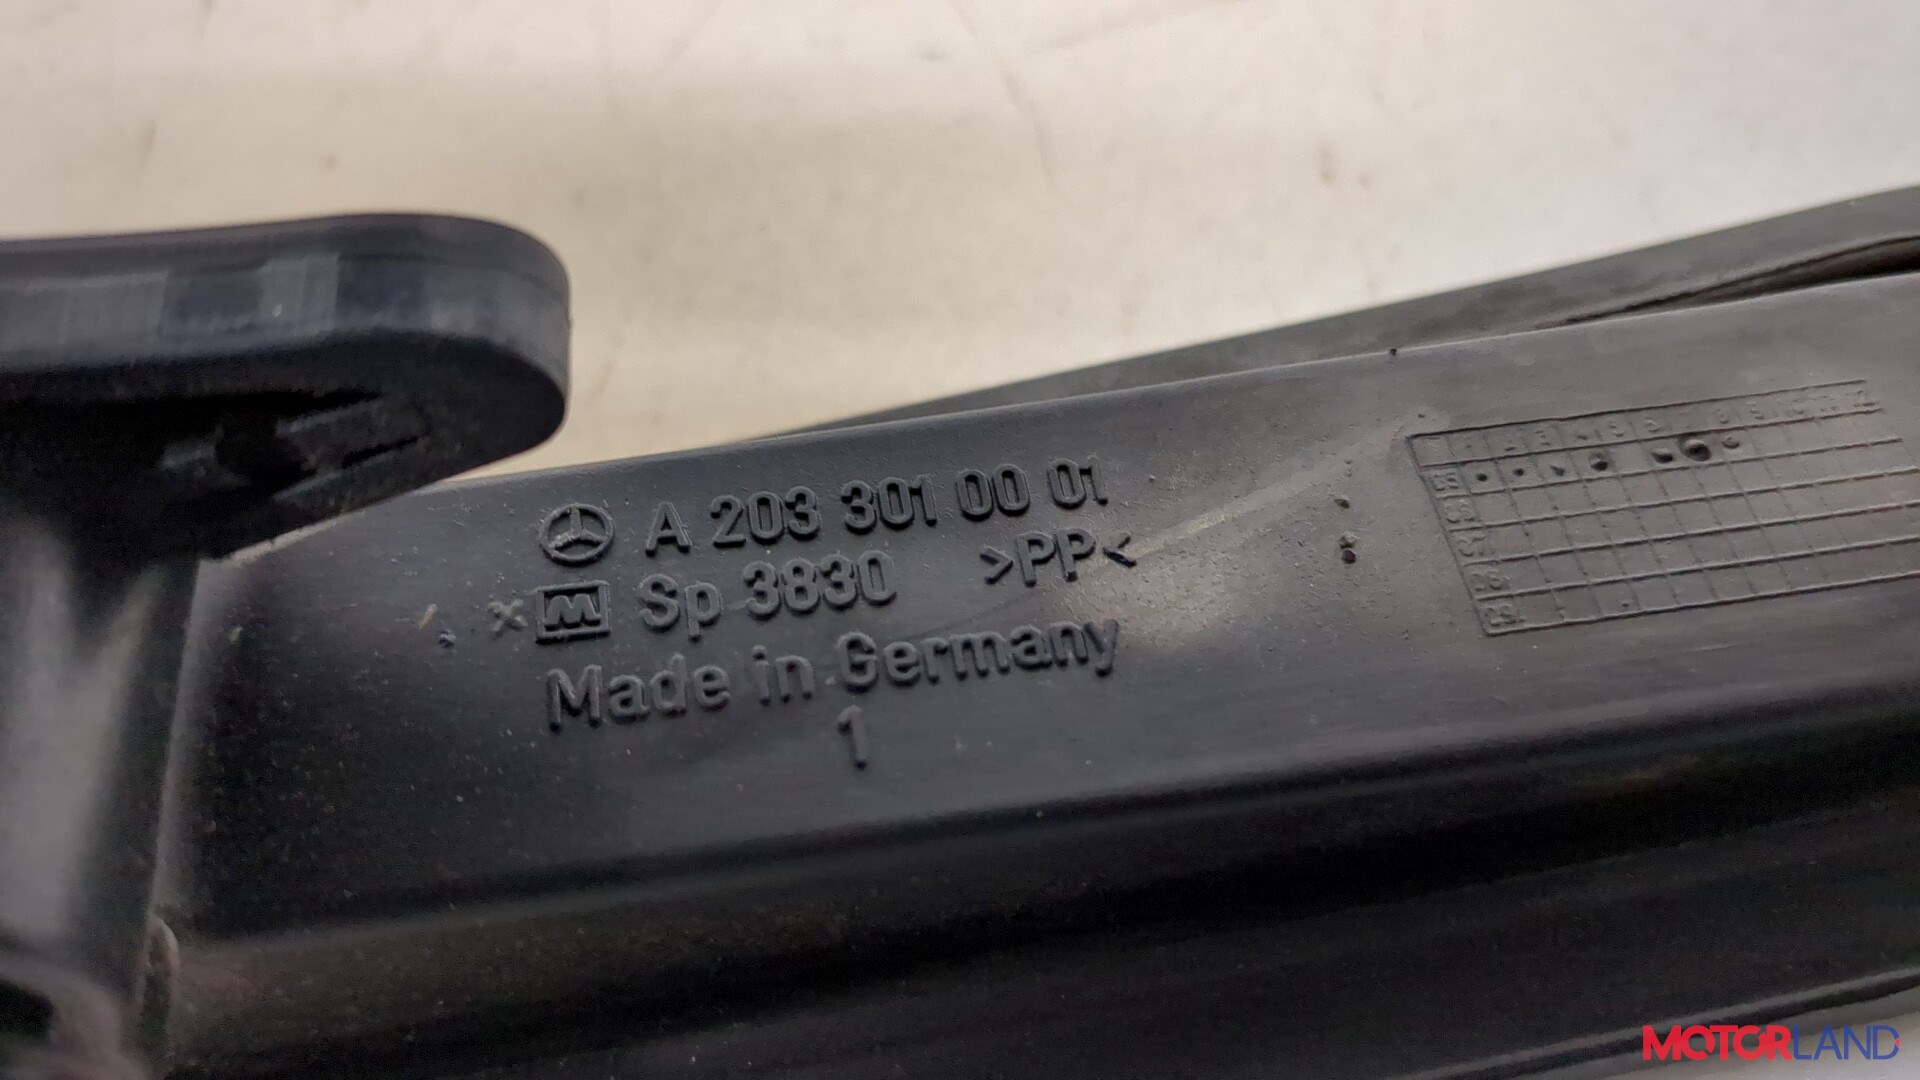 A 203 301 00 01
M Sp 3830 >PP<
Made in Germany
1
MOTORLAND